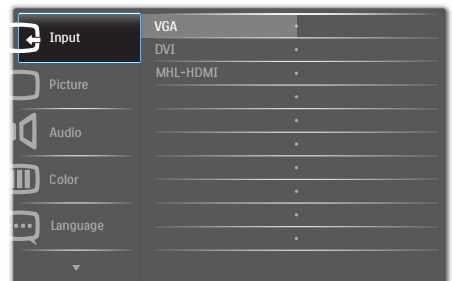 Input
Picture
Audio
Color
Language
VGA
DVI
MHL-HDMI